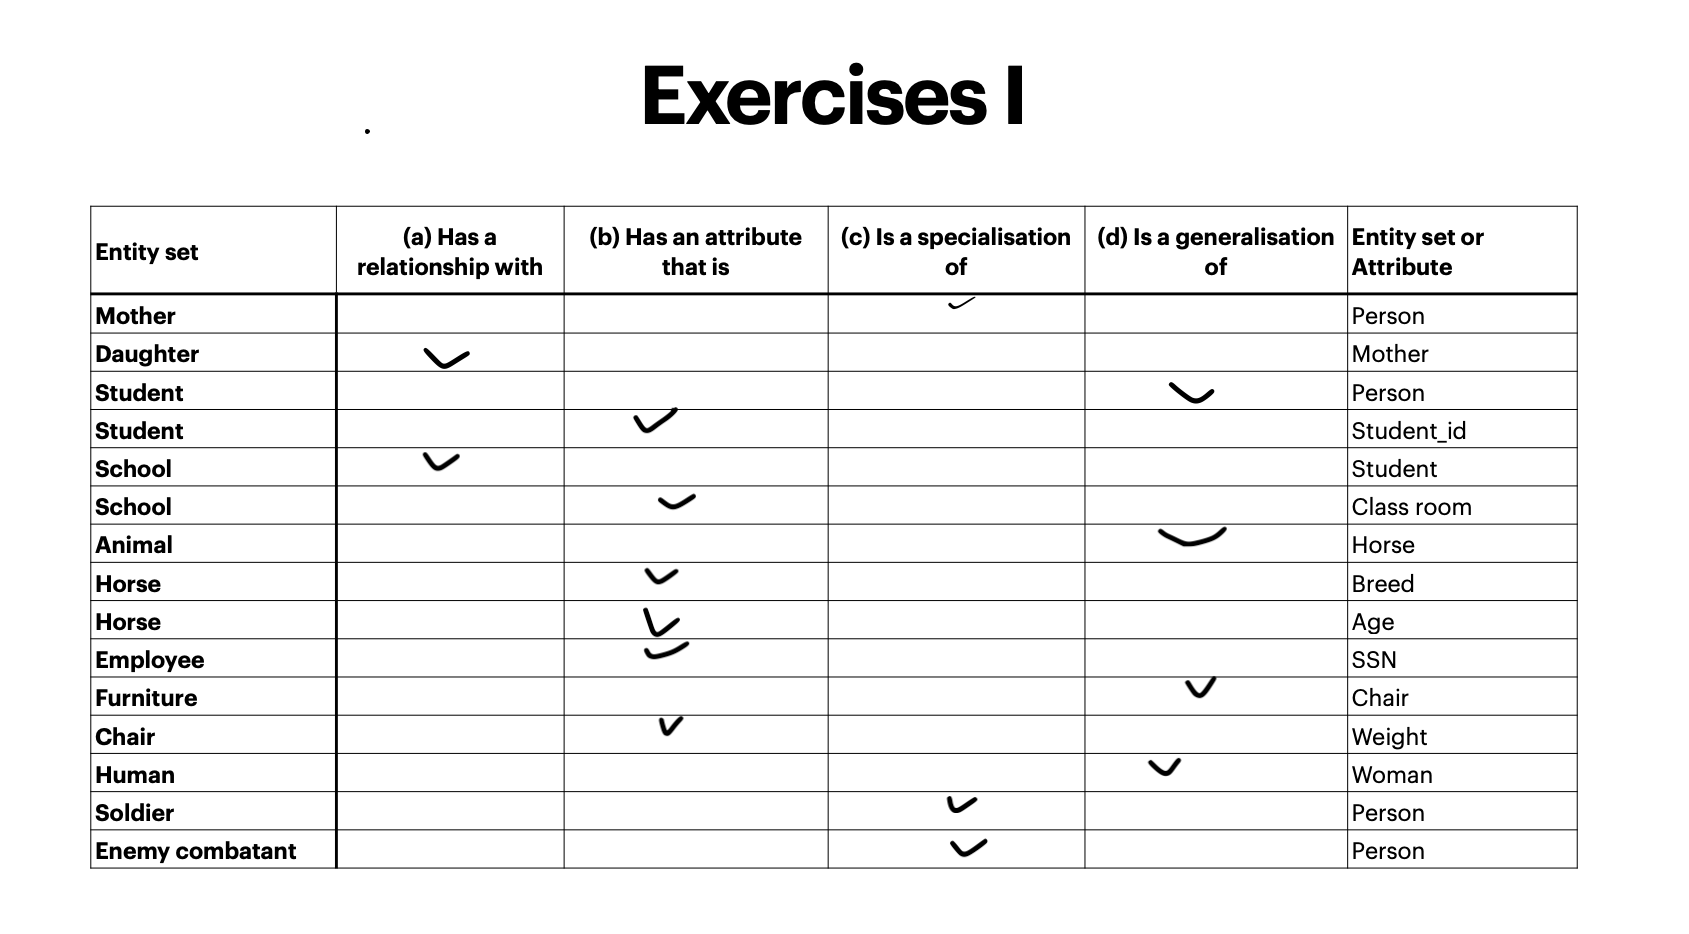 Exercises I
Entity set | (a) Has a relationship with | (b) Has an attribute that is | (c) Is a specialisation of | (d) Is a generalisation of | Entity set or Attribute
Mother | | | ✓ | | Person
Daughter | ✓ | | | | Mother
Student | | | | ✓ | Person
Student | | ✓ | | | Student_id
School | ✓ | | | | Student
School | | ✓ | | | Class room
Animal | | | | ✓ | Horse
Horse | | ✓ | | | Breed
Horse | | ✓ | | | Age
Employee | | ✓ | | | SSN
Furniture | | | | ✓ | Chair
Chair | | ✓ | | | Weight
Human | | | | ✓ | Woman
Soldier | | | ✓ | | Person
Enemy combatant | | | ✓ | | Person